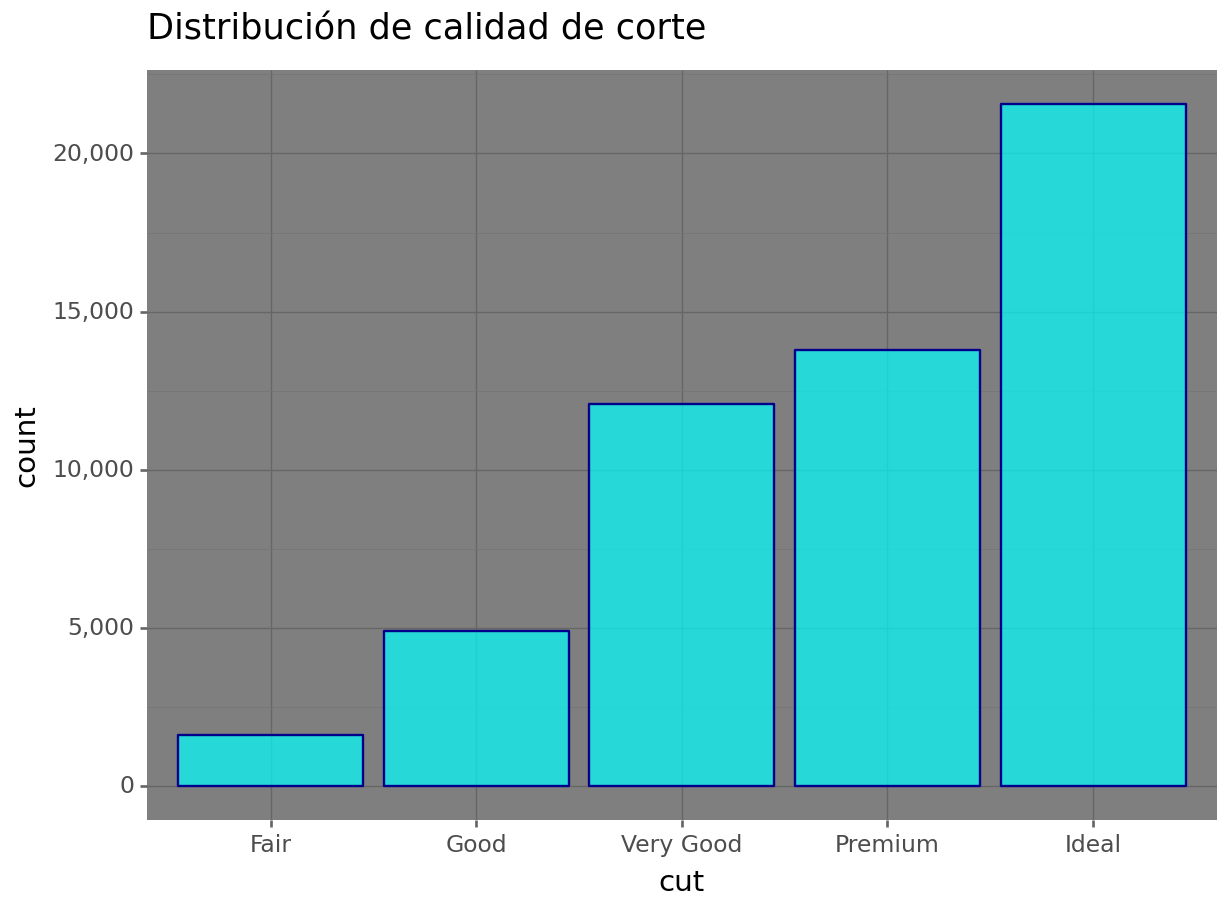 Distribución de calidad de corte
20,000
15,000
10,000
5,000
0
count
Fair Good Very Good Premium Ideal
cut